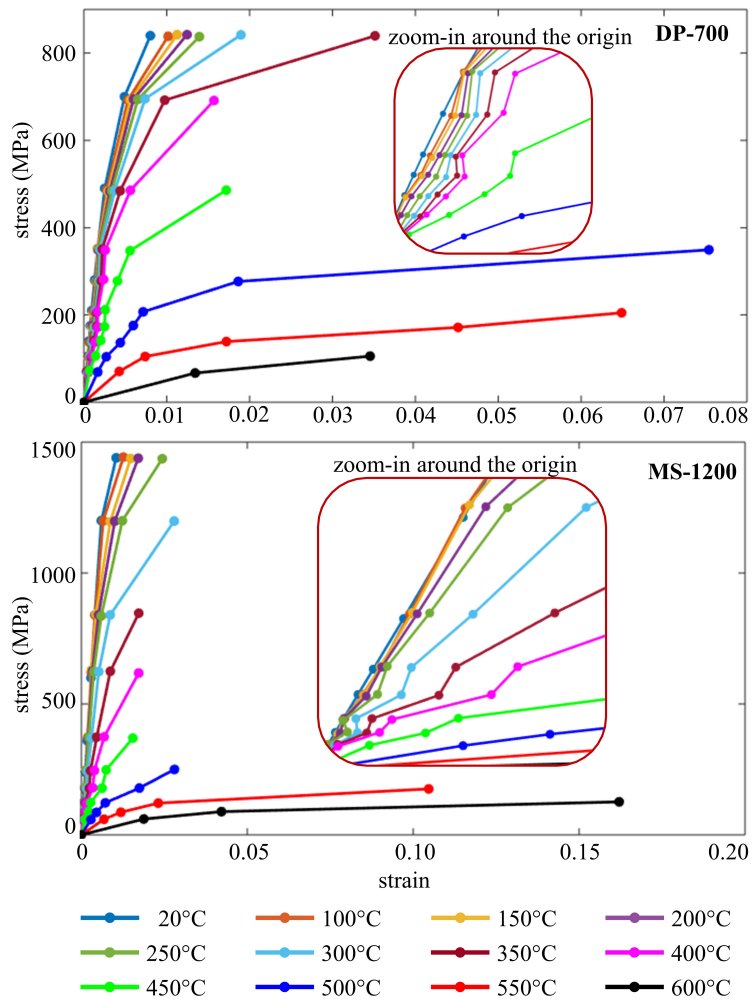 zoom-in around the origin
DP-700
800
600
400
200
0
stress (MPa)
0 0.01 0.02 0.03 0.04 0.05 0.06 0.07 0.08
zoom-in around the origin
MS-1200
1500
1000
500
0
stress (MPa)
0 0.05 0.10 0.15 0.20
strain
20°C 100°C 150°C 200°C
250°C 300°C 350°C 400°C
450°C 500°C 550°C 600°C